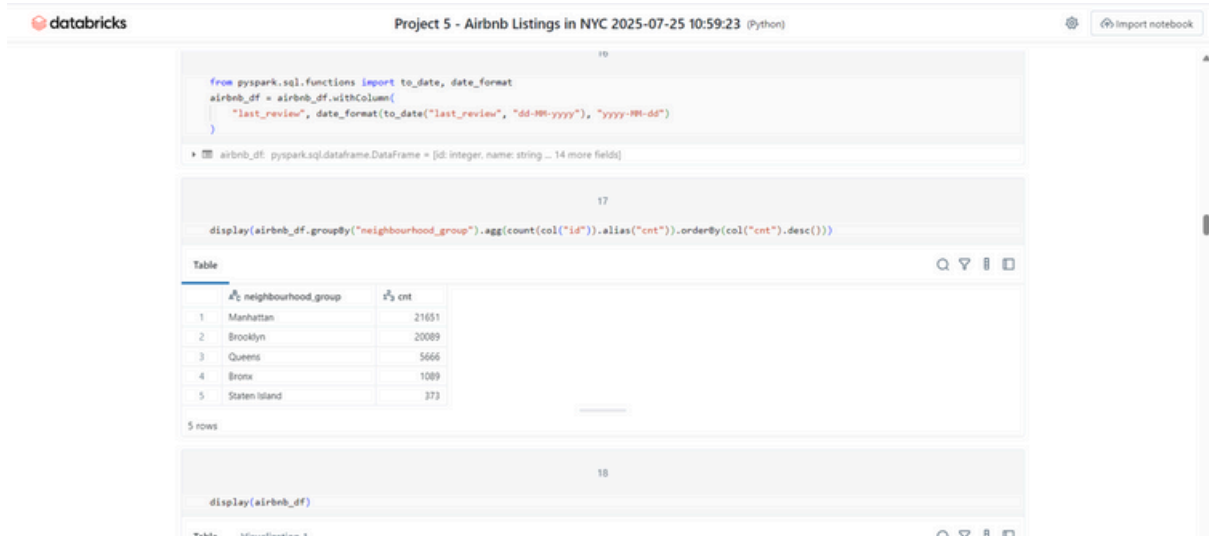 databricks
Project 5 - Airbnb Listings in NYC 2025-07-25 10:59:23 (Python)
Import notebook
16
from pyspark.sql.functions import to_date, date_format
airbnb_df = airbnb_df.withColumn(
"last_review", date_format(to_date("last_review", "dd-MM-yyyy"), "yyyy-MM-dd")
)
airbnb_df: pyspark.sql.dataframe.DataFrame = [id: integer, name: string ... 14 more fields]
17
display(airbnb_df.groupBy("neighbourhood_group").agg(count(col("id")).alias("cnt")).orderBy(col("cnt").desc()))
Table
neighbourhood_group cnt
1 Manhattan 21651
2 Brooklyn 20089
3 Queens 5666
4 Bronx 1089
5 Staten Island 373
5 rows
18
display(airbnb_df)
Table Visualization 1